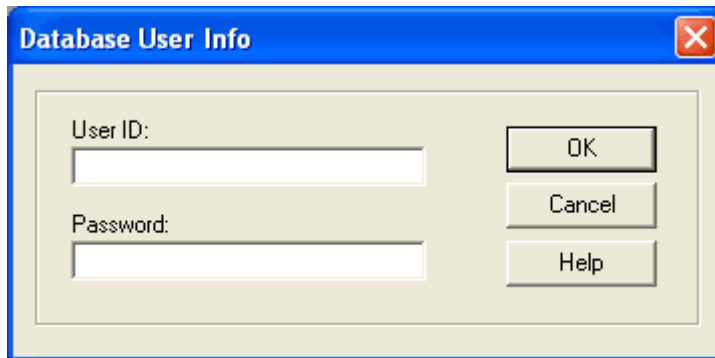 Database User Info
User ID:
OK
Cancel
Password:
Help